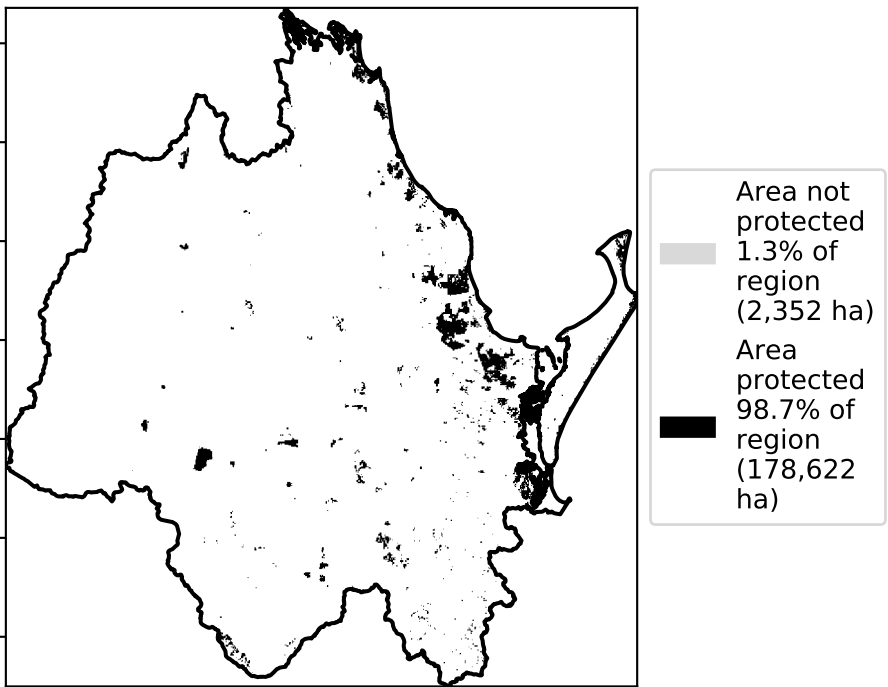 Area not
protected
1.3% of
region
(2,352 ha)
Area
protected
98.7% of
region
(178,622
ha)